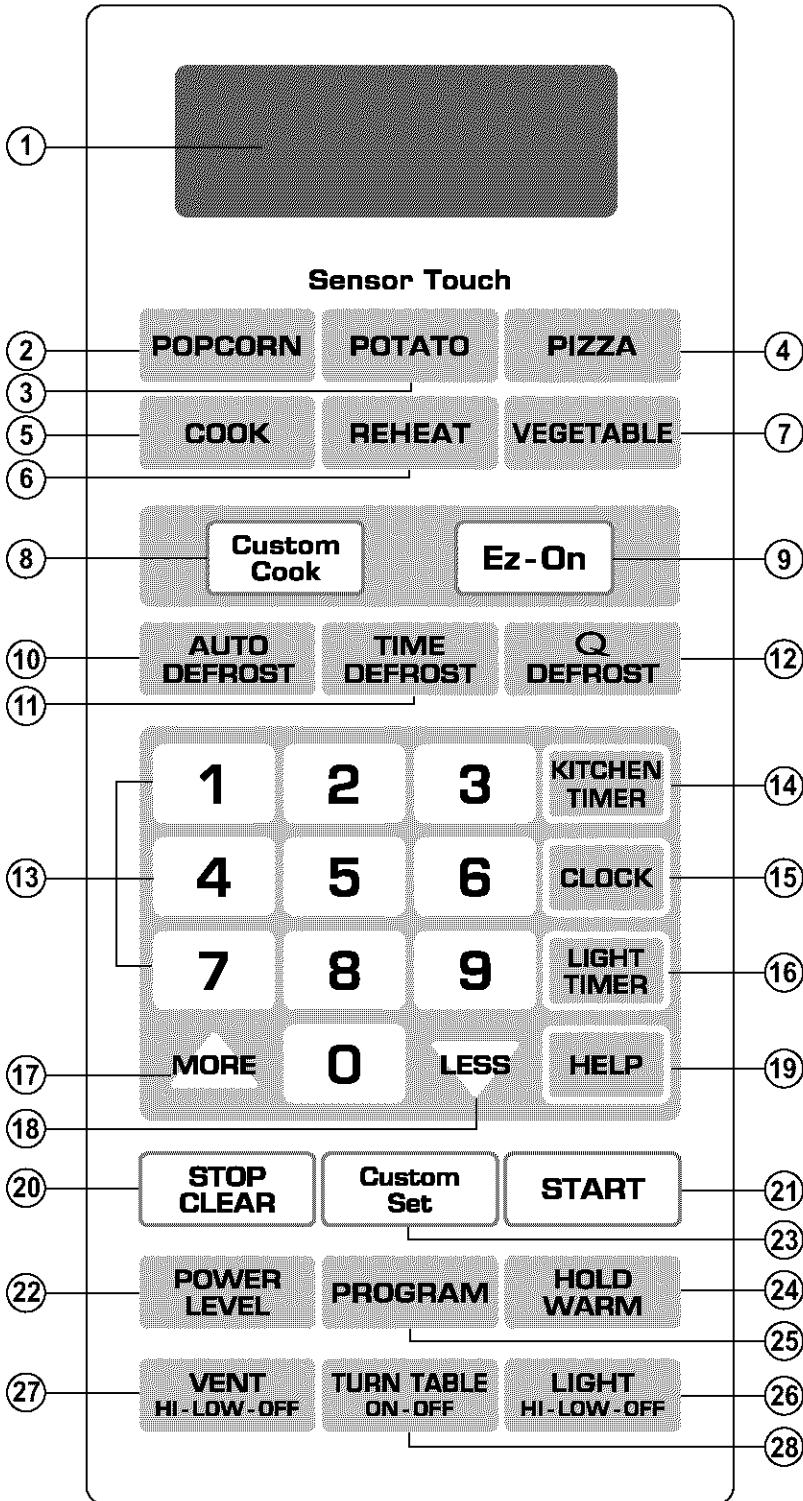 1
Sensor Touch
2 POPCORN POTATO PIZZA 4
3
5 COOK REHEAT VEGETABLE 7
6
8 Custom Cook Ez-On 9
10 AUTO DEFROST TIME DEFROST Q DEFROST 12
11
1 2 3 KITCHEN TIMER 14
13 4 5 6 CLOCK 15
7 8 9 LIGHT TIMER 16
17 MORE 0 LESS HELP 19
18
20 STOP CLEAR Custom Set START 21
23
22 POWER LEVEL PROGRAM HOLD WARM 24
25
27 VENT HI-LOW-OFF TURN TABLE ON-OFF LIGHT HI-LOW-OFF 26
28